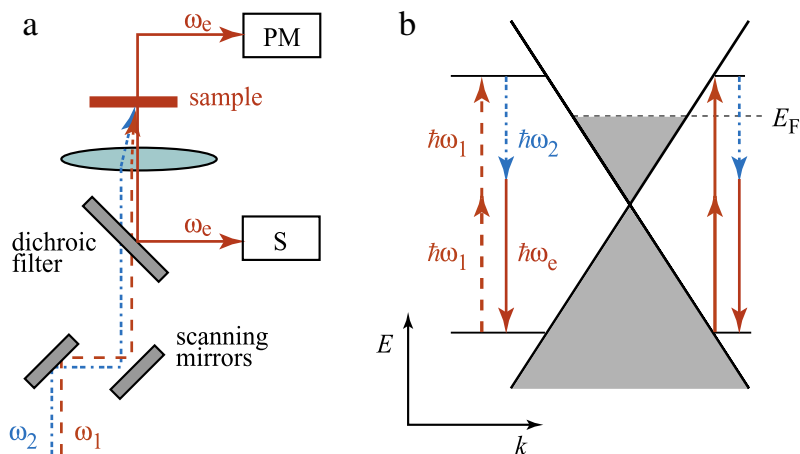 a
ωe
PM
sample
ωe
S
dichroic
filter
scanning
mirrors
ω2
ω1
b
EF
ħω1
ħω2
ħω1
ħωe
E
k